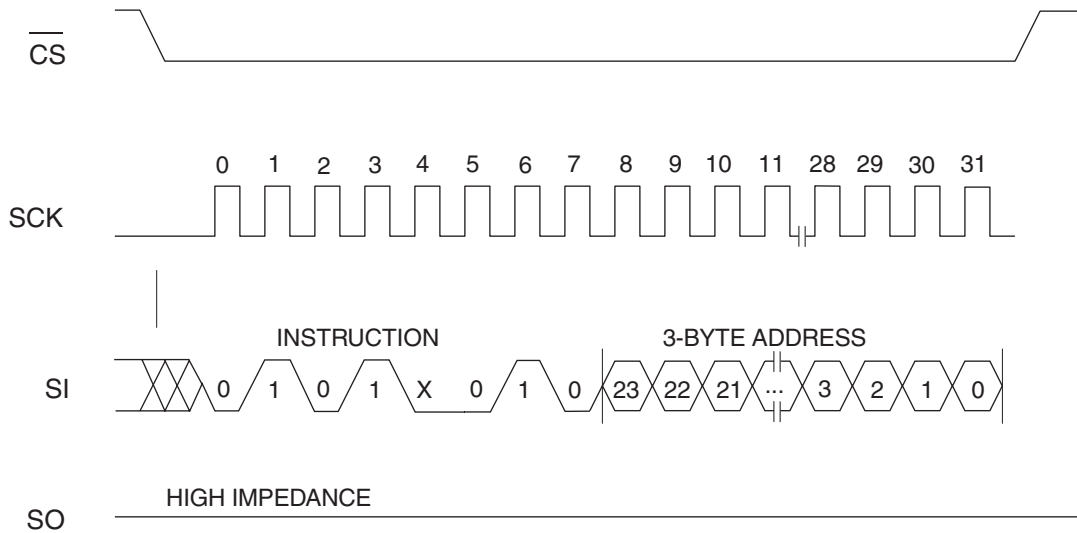 C̅S̅
0 1 2 3 4 5 6 7 8 9 10 11 28 29 30 31
SCK
INSTRUCTION 3-BYTE ADDRESS
SI 0 1 0 1 X 0 1 0 23 22 21 ... 3 2 1 0
HIGH IMPEDANCE
SO